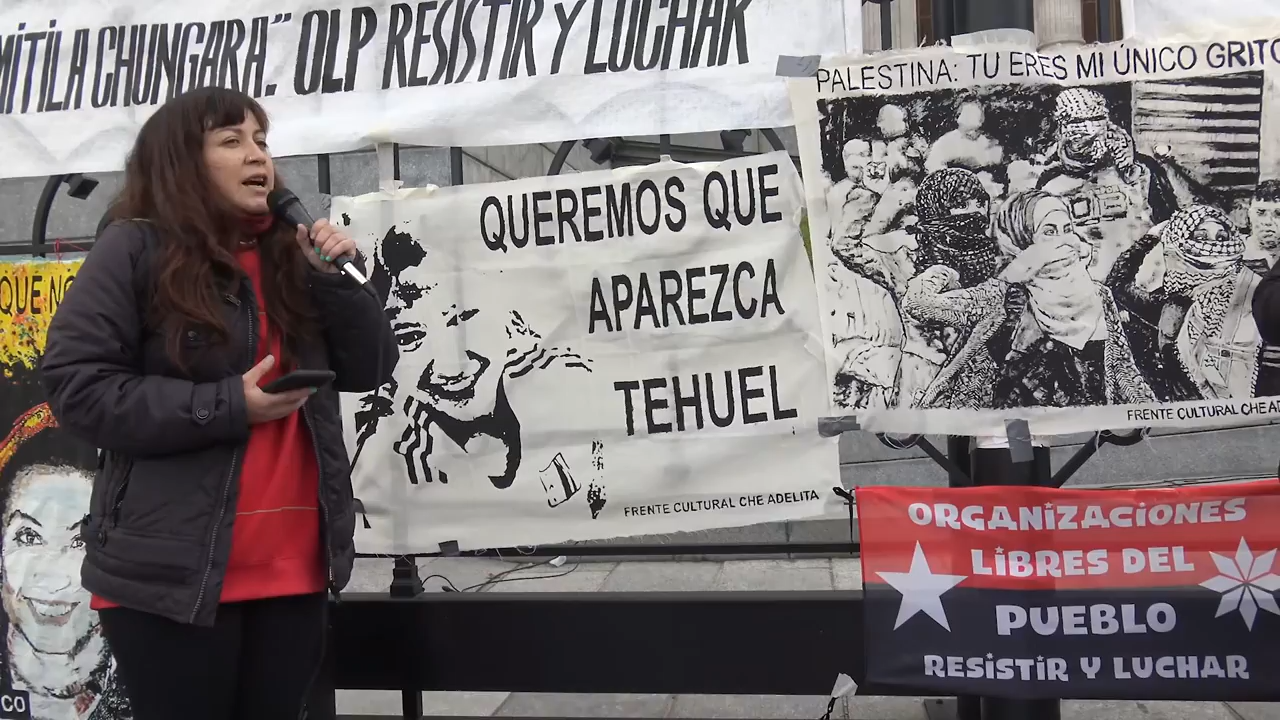 MITILA CHUNGARA". OLP RESISTIR Y LUCHAR
PALESTINA: TU ERES MI ÚNICO GRITO
QUEREMOS QUE
APAREZCA
TEHUEL
FRENTE CULTURAL CHE ADELITA
FRENTE CULTURAL CHE ADE
QUE NO
CO
ORGANIZACIONES
LIBRES DEL
PUEBLO
RESISTIR Y LUCHAR